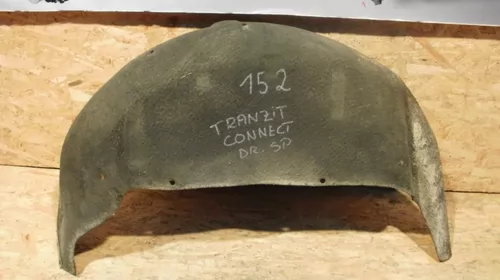 152
TRANZIT
CONNECT
DR. SP